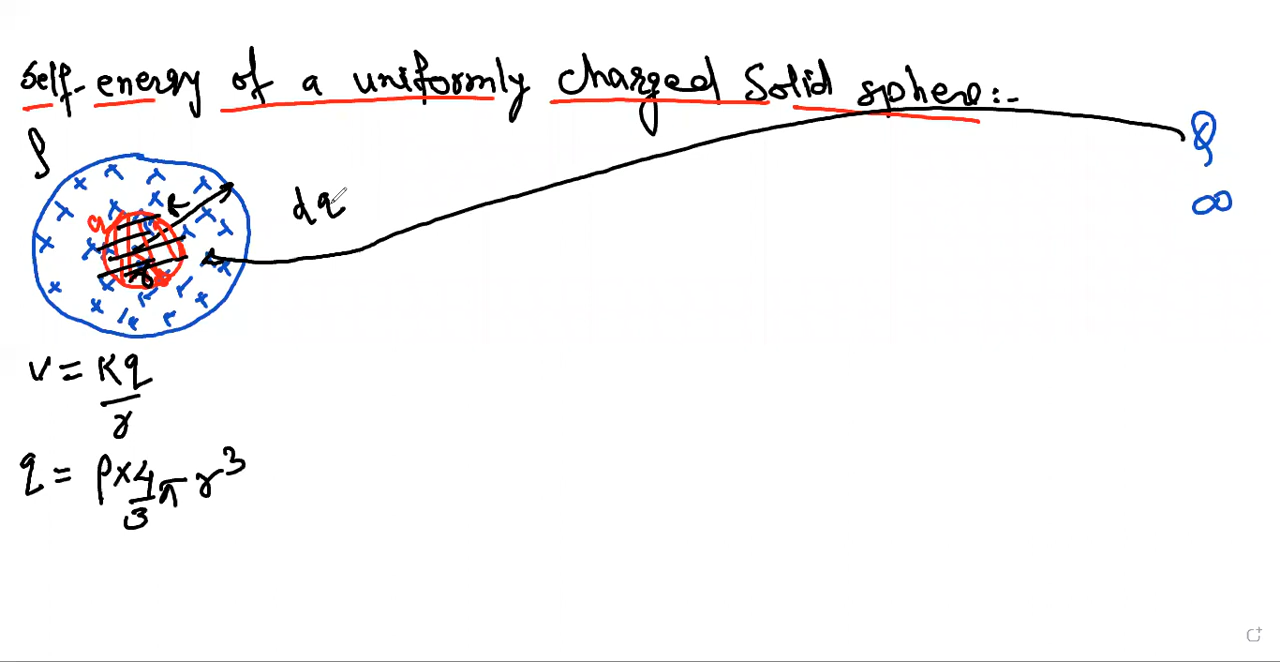 Self-energy of a uniformly charged Solid sphere:-
ρ
Q
∞
q
R
r
dq
V = Kq/r
q = ρ×4/3 π r³